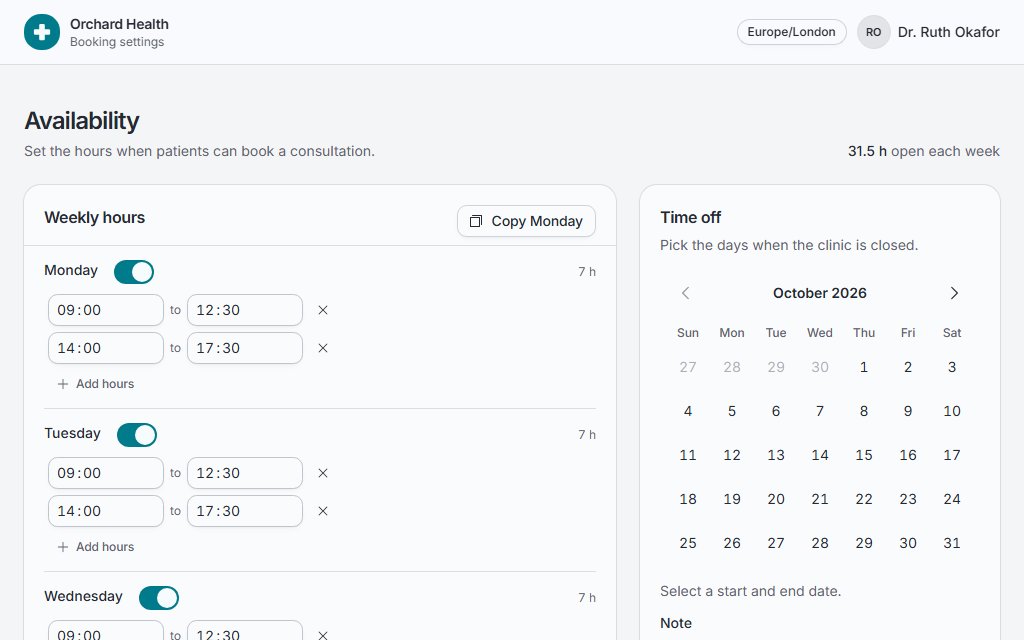 Orchard Health
Booking settings
Europe/London
RO
Dr. Ruth Okafor
Availability
Set the hours when patients can book a consultation.
31.5 h open each week
Weekly hours
Copy Monday
Monday
7 h
09:00 to 12:30
14:00 to 17:30
Add hours
Tuesday
7 h
09:00 to 12:30
14:00 to 17:30
Add hours
Wednesday
7 h
09:00 to 12:30
Time off
Pick the days when the clinic is closed.
October 2026
Sun Mon Tue Wed Thu Fri Sat
27 28 29 30 1 2 3
4 5 6 7 8 9 10
11 12 13 14 15 16 17
18 19 20 21 22 23 24
25 26 27 28 29 30 31
Select a start and end date.
Note